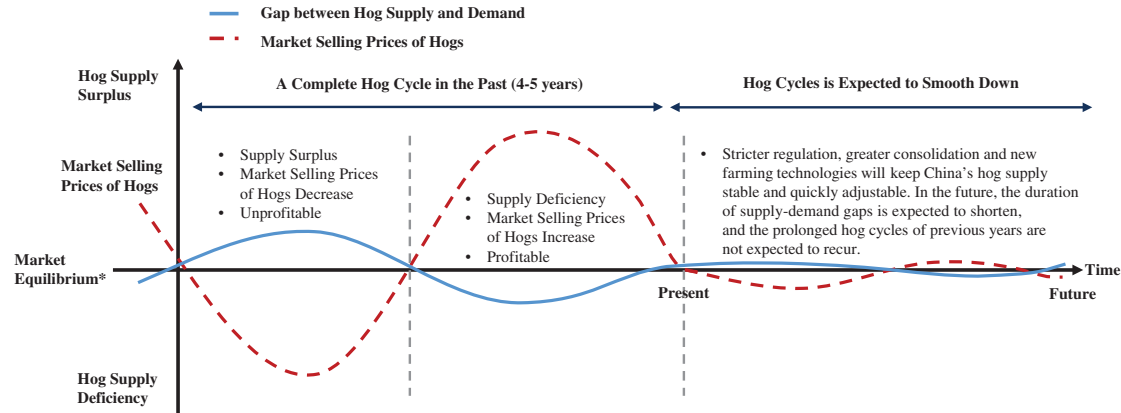 Gap between Hog Supply and Demand
Market Selling Prices of Hogs
Hog Supply
Surplus
A Complete Hog Cycle in the Past (4-5 years)
Hog Cycles is Expected to Smooth Down
Market Selling
Prices of Hogs
• Supply Surplus
• Market Selling Prices
of Hogs Decrease
• Unprofitable
• Supply Deficiency
• Market Selling Prices
of Hogs Increase
• Profitable
• Stricter regulation, greater consolidation and new
farming technologies will keep China's hog supply
stable and quickly adjustable. In the future, the duration
of supply-demand gaps is expected to shorten,
and the prolonged hog cycles of previous years are
not expected to recur.
Market
Equilibrium*
Time
Present
Future
Hog Supply
Deficiency